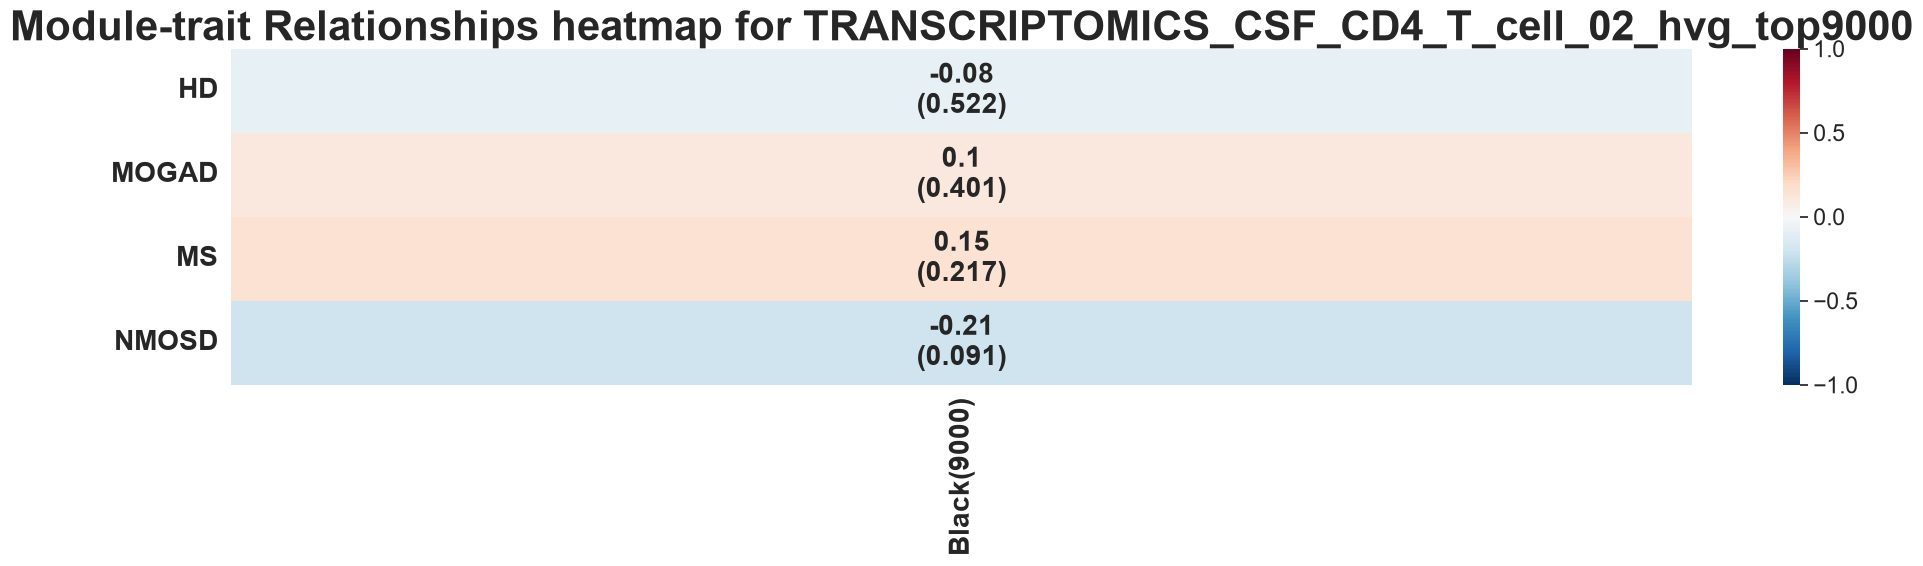 Module-trait Relationships heatmap for TRANSCRIPTOMICS_CSF_CD4_T_cell_02_hvg_top9000
HD
-0.08
(0.522)
MOGAD
0.1
(0.401)
MS
0.15
(0.217)
NMOSD
-0.21
(0.091)
Black(9000)
1.0
0.5
0.0
−0.5
−1.0